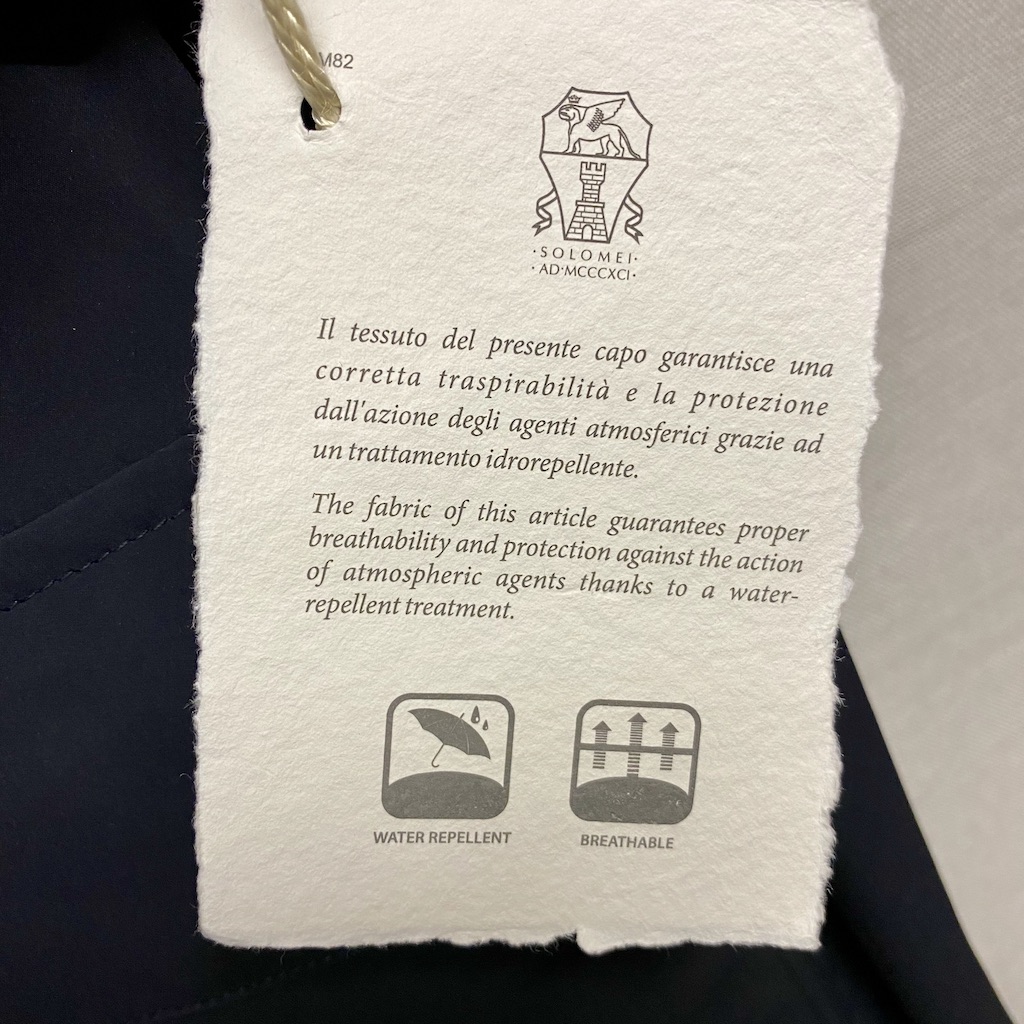 M82
·SOLOMEI·
·AD·MCCCXCI·
Il tessuto del presente capo garantisce una
corretta traspirabilità e la protezione
dall'azione degli agenti atmosferici grazie ad
un trattamento idrorepellente.
The fabric of this article guarantees proper
breathability and protection against the action
of atmospheric agents thanks to a water-
repellent treatment.
WATER REPELLENT
BREATHABLE